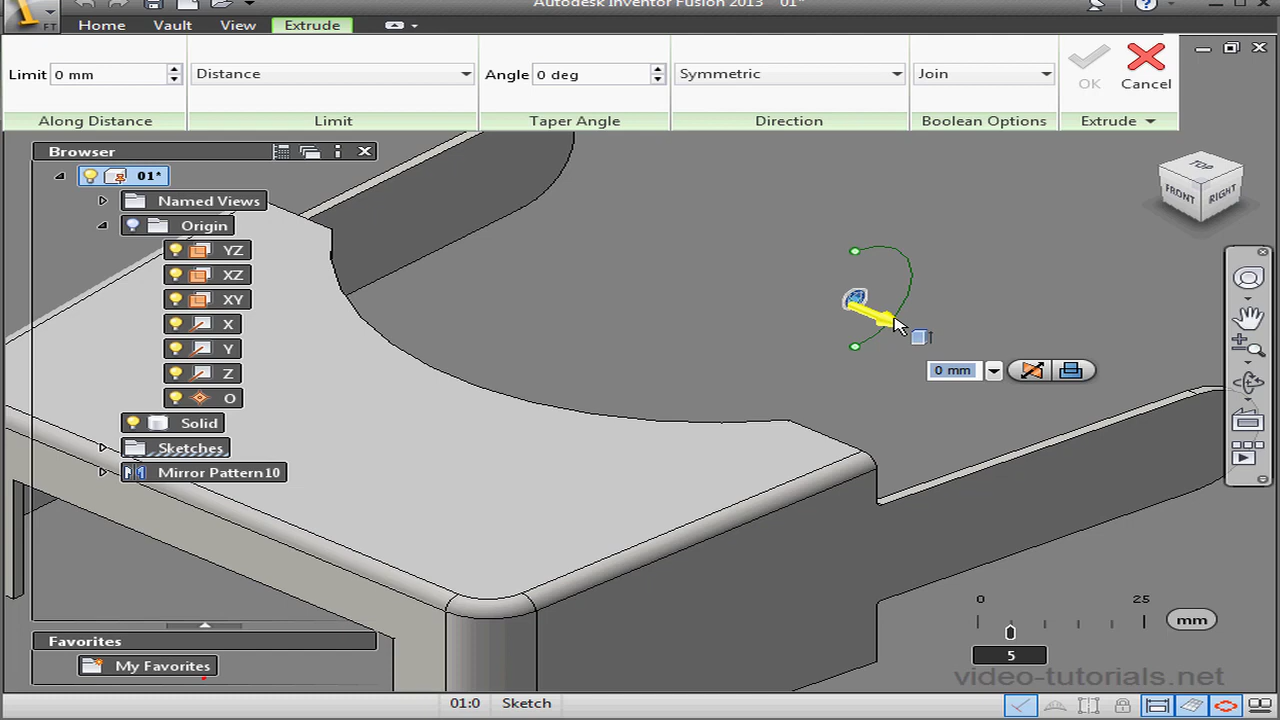 Autodesk Inventor Fusion 2013 01*
FT
Home Vault View Extrude
Limit 0 mm Distance Angle 0 deg Symmetric Join OK Cancel
Along Distance Limit Taper Angle Direction Boolean Options Extrude
Browser
01*
Named Views
Origin
YZ
XZ
XY
X
Y
Z
O
Solid
Sketches
Mirror Pattern10
TOP
FRONT RIGHT
0 mm
0 25
mm
5
Favorites
My Favorites
video-tutorials.net
01:0 Sketch